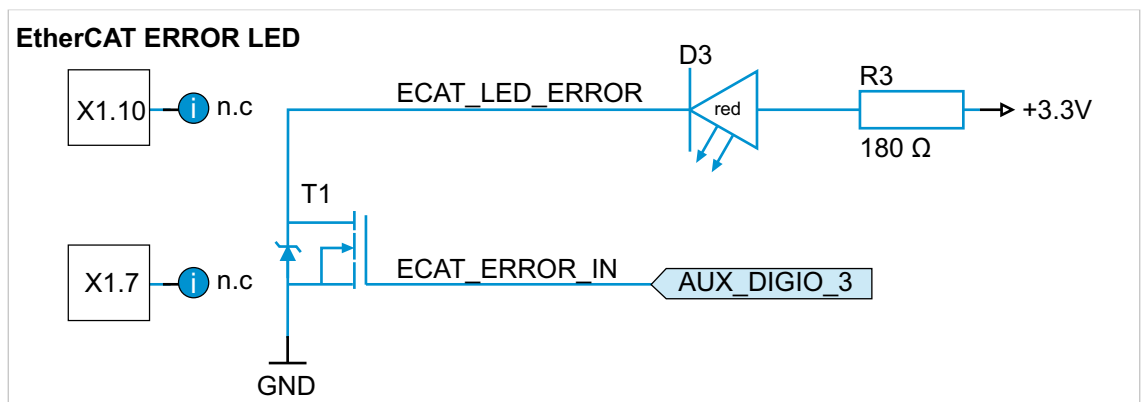 EtherCAT ERROR LED
D3
R3
X1.10
i
n.c
ECAT_LED_ERROR
red
+3.3V
180 Ω
T1
X1.7
i
n.c
ECAT_ERROR_IN
AUX_DIGIO_3
GND